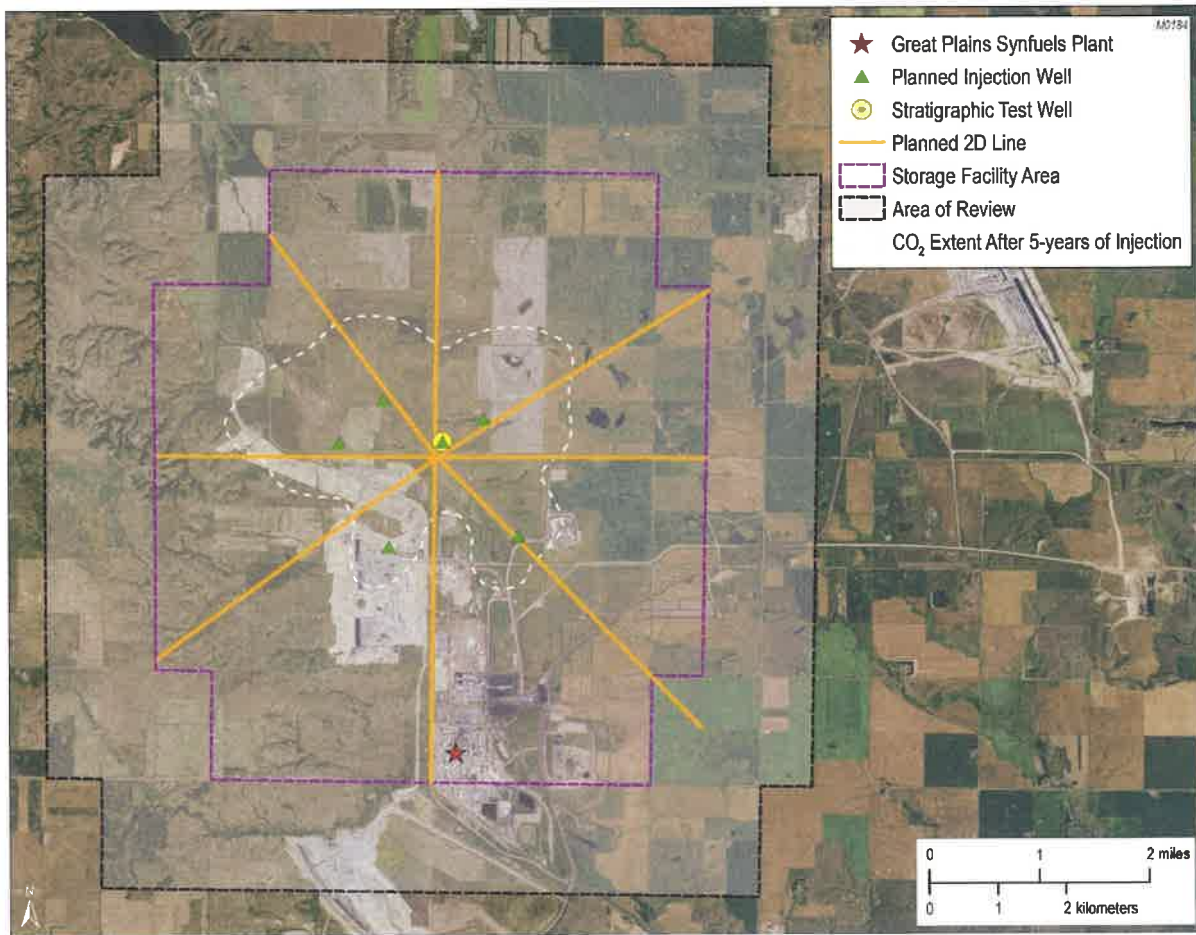 M0184
Great Plains Synfuels Plant
Planned Injection Well
Stratigraphic Test Well
Planned 2D Line
Storage Facility Area
Area of Review
CO₂ Extent After 5-years of Injection
N
0 1 2 miles
0 1 2 kilometers